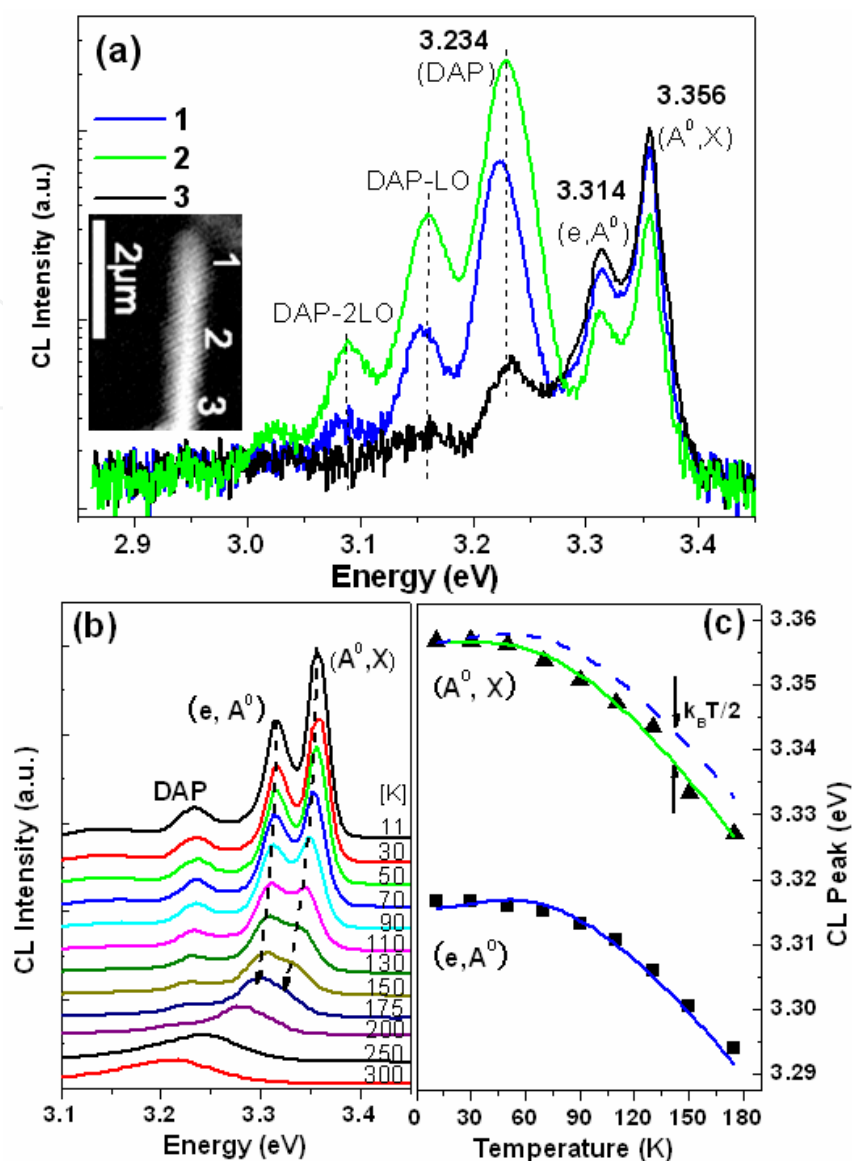 (a)
3.234
(DAP)
3.356
(A⁰,X)
1
2
3
DAP-LO
3.314
(e,A⁰)
DAP-2LO
2μm
1
2
3
CL Intensity (a.u.)
2.9 3.0 3.1 3.2 3.3 3.4
Energy (eV)
(b)
(A⁰,X)
(e, A⁰)
DAP
[K]
11
30
50
70
90
110
130
150
175
200
250
300
CL Intensity (a.u.)
3.1 3.2 3.3 3.4
Energy (eV)
(c)
3.36
3.35
3.34
3.33
3.32
3.31
3.30
3.29
(A⁰, X)
k_BT/2
(e,A⁰)
CL Peak (eV)
0 30 60 90 120 150 180
Temperature (K)